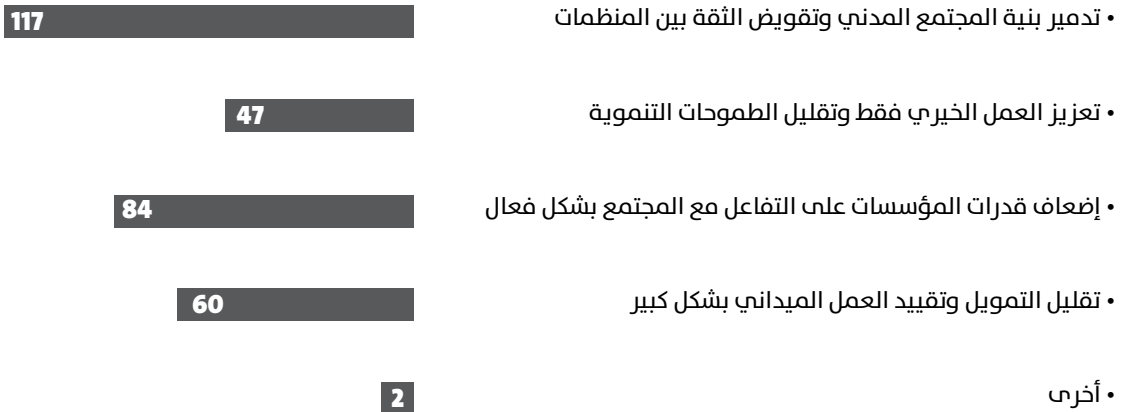 • تدمير بنية المجتمع المدني وتقويض الثقة بين المنظمات 117
• تعزيز العمل الخيري فقط وتقليل الطموحات التنموية 47
• إضعاف قدرات المؤسسات على التفاعل مع المجتمع بشكل فعال 84
• تقليل التمويل وتقييد العمل الميداني بشكل كبير 60
• أخرى 2